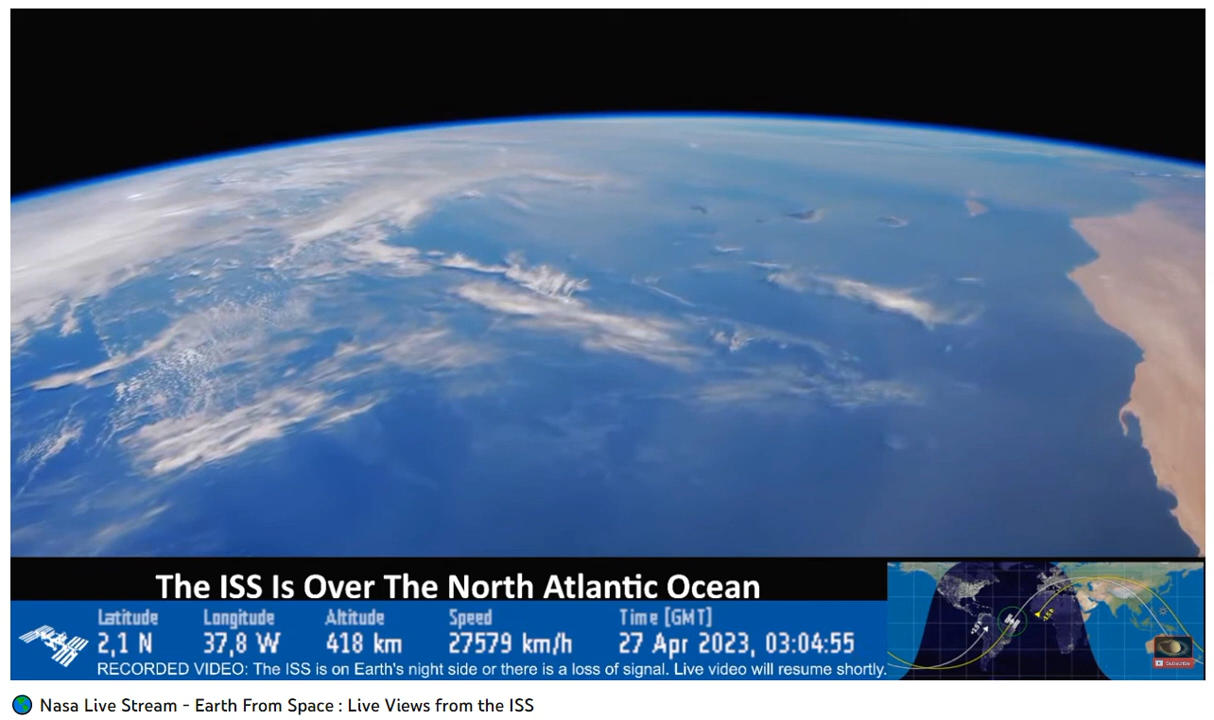 The ISS Is Over The North Atlantic Ocean
Latitude Longitude Altitude Speed Time [GMT]
2,1 N 37,8 W 418 km 27579 km/h 27 Apr 2023, 03:04:55
RECORDED VIDEO: The ISS is on Earth's night side or there is a loss of signal. Live video will resume shortly.
Subscribe
Nasa Live Stream - Earth From Space : Live Views from the ISS